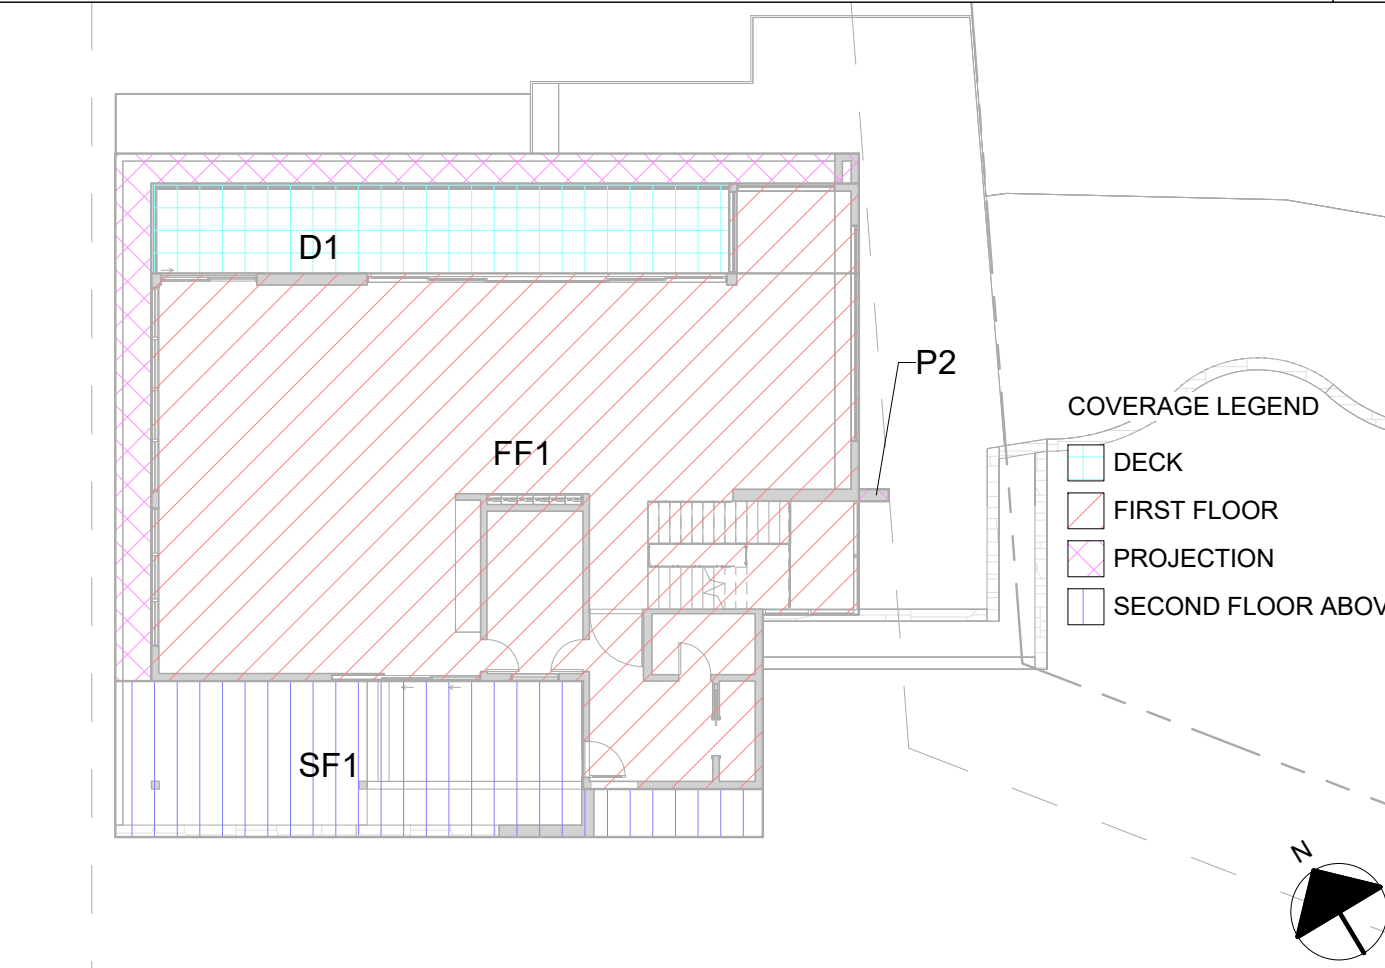 D1
P2
COVERAGE LEGEND
FF1
DECK
FIRST FLOOR
PROJECTION
SECOND FLOOR ABOV
SF1
N